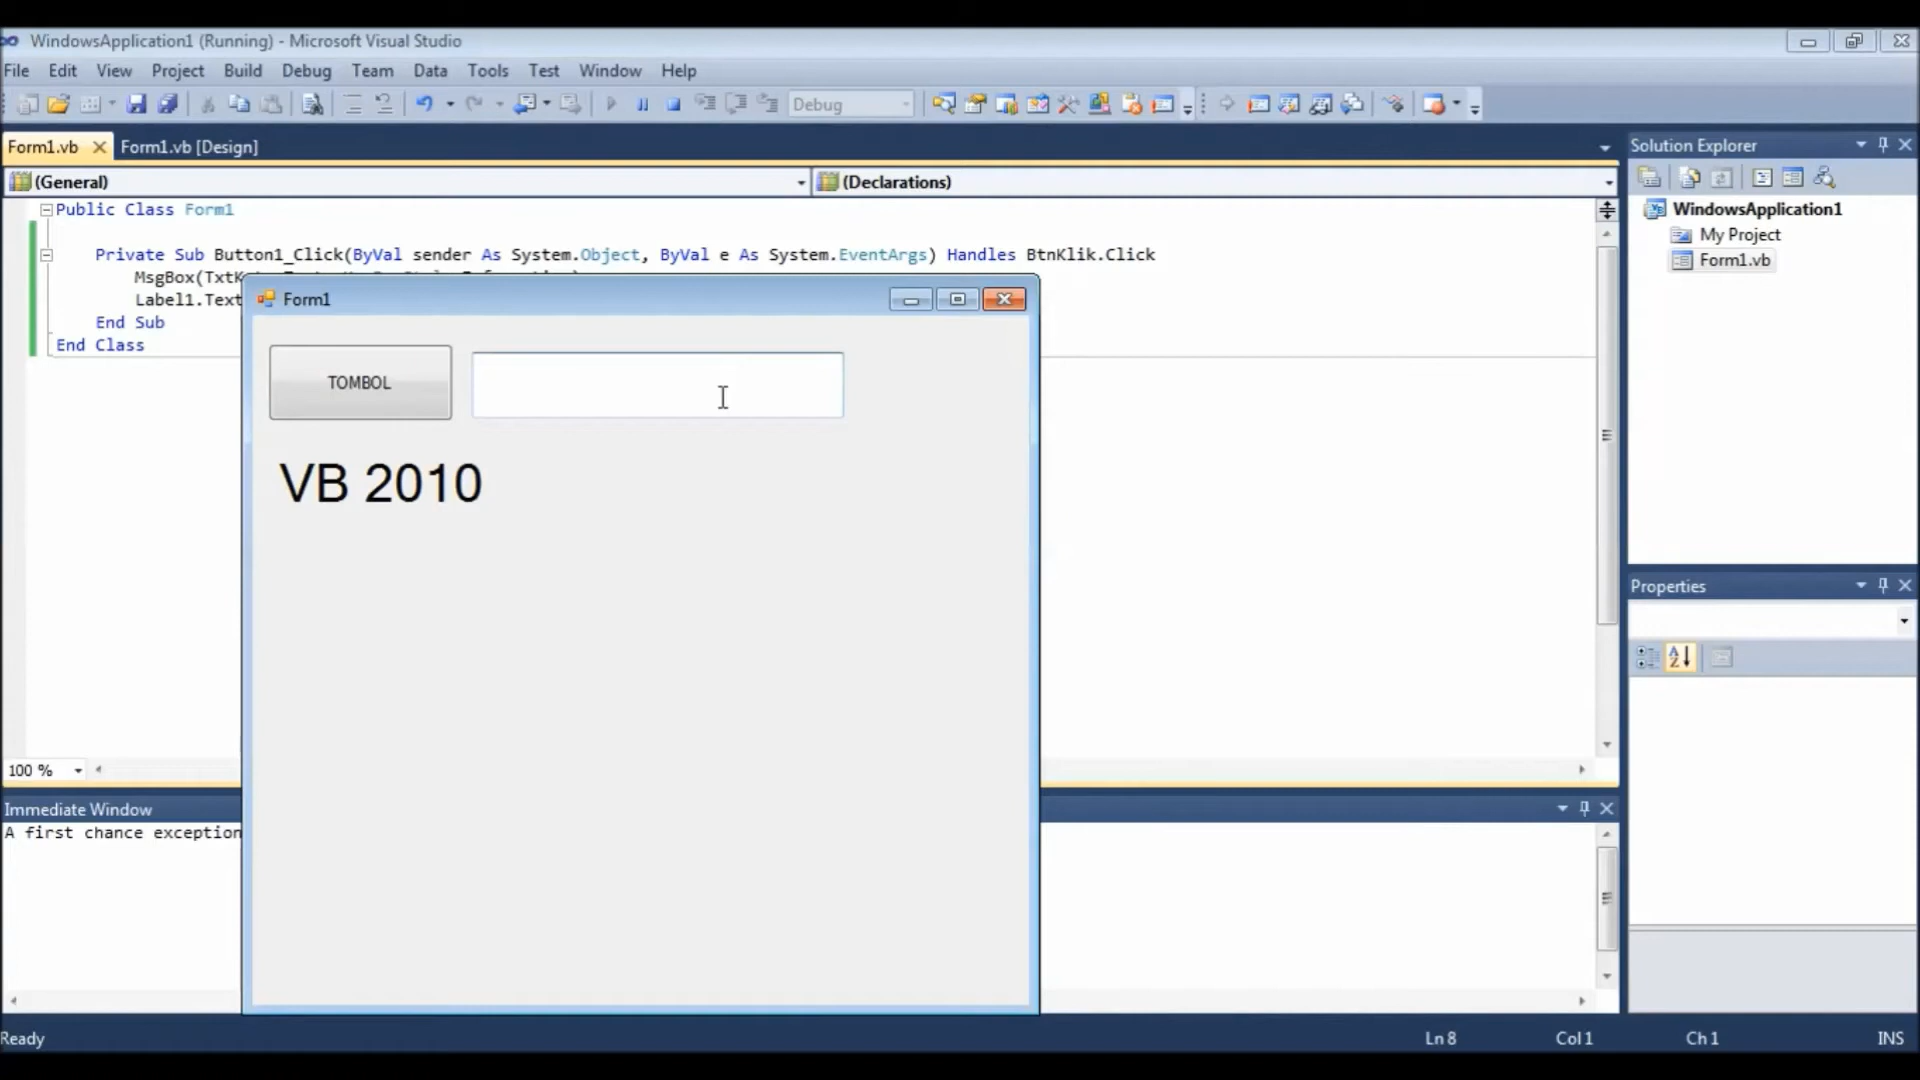 WindowsApplication1 (Running) - Microsoft Visual Studio
File Edit View Project Build Debug Team Data Tools Test Window Help
Debug
Form1.vb Form1.vb [Design]
(General) (Declarations)
Public Class Form1
Private Sub Button1_Click(ByVal sender As System.Object, ByVal e As System.EventArgs) Handles BtnKlik.Click
MsgBox(TxtK
Label1.Text
End Sub
End Class
Form1
TOMBOL
VB 2010
100 %
Immediate Window
A first chance exception
Solution Explorer
WindowsApplication1
My Project
Form1.vb
Properties
Ready Ln 8 Col 1 Ch 1 INS